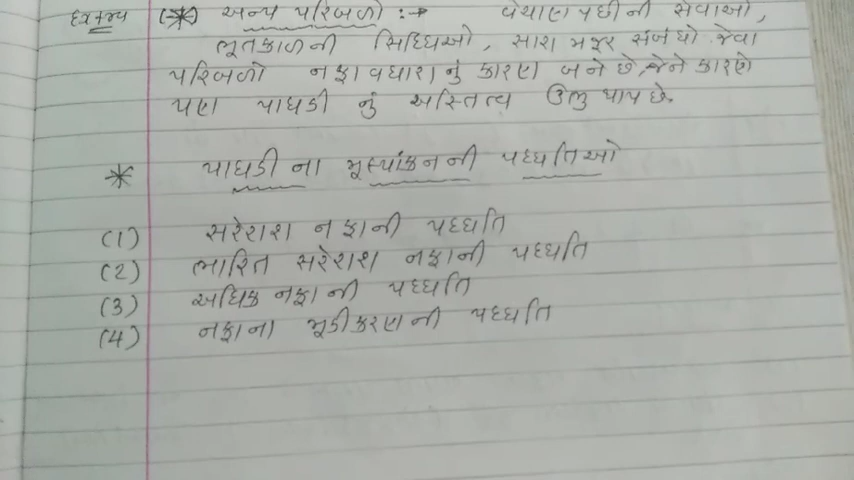 (*) અન્ય પરિબળો :→ વેચાણ પછીની સેવાઓ,
ભૂતકાળની સિધ્ધિઓ, સારા મજૂર સંબંધો જેવા
પરિબળો નફા વધારાનું કારણ બને છે, જેને કારણે
પણ પાઘડી નું અસ્તિત્વ ઉભુ થાય છે.
* પાઘડી ના મૂલ્યાંકનની પધ્ધતિઓ
(1) સરેરાશ નફાની પધ્ધતિ
(2) ભારિત સરેરાશ નફાની પધ્ધતિ
(3) અધિક નફાની પધ્ધતિ
(4) નફાના મૂડીકરણની પધ્ધતિ